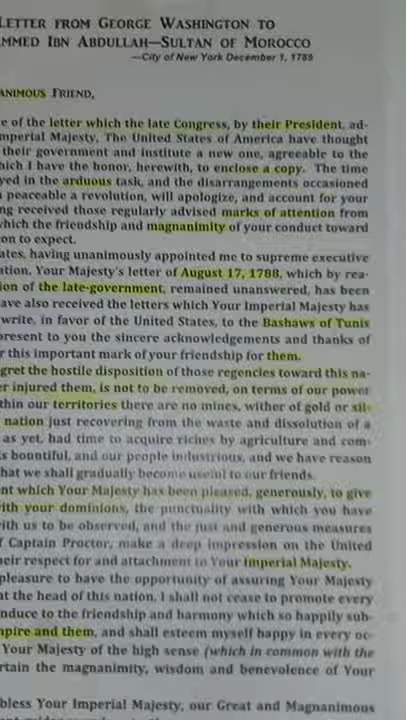 LETTER FROM GEORGE WASHINGTON TO
MMED IBN ABDULLAH—SULTAN OF MOROCCO
—City of New York December 1, 1789
ANIMOUS FRIEND,
e of the letter which the late Congress, by their President, ad-
mperial Majesty, The United States of America have thought
their government and institute a new one, agreeable to the
hich I have the honor, herewith, to enclose a copy. The time
yed in the arduous task, and the disarrangements occasioned
a peaceable a revolution, will apologize, and account for your
ng received those regularly advised marks of attention from
which the friendship and magnanimity of your conduct toward
on to expect.
ates, having unanimously appointed me to supreme executive
ation, Your Majesty's letter of August 17, 1788, which by rea-
ion of the late-government, remained unanswered, has been
ave also received the letters which Your Imperial Majesty has
write, in favor of the United States, to the Bashaws of Tunis
present to you the sincere acknowledgements and thanks of
r this important mark of your friendship for them.
gret the hostile disposition of those regencies toward this na-
er injured them, is not to be removed, on terms of our power
thin our territories there are no mines, wither of gold or sil-
nation just recovering from the waste and dissolution of a
as yet, had time to acquire riches by agriculture and com-
is bountiful, and our people industrious, and we have reason
hat we shall gradually become useful to our friends.
nt which Your Majesty has been pleased, generously, to give
ith your dominions, the punctuality with which you have
ith us to be observed, and the just and generous measures
f Captain Proctor, make a deep impression on the United
heir respect for and attachment to Your Imperial Majesty.
pleasure to have the opportunity of assuring Your Majesty
at the head of this nation, I shall not cease to promote every
nduce to the friendship and harmony which so happily sub-
mpire and them, and shall esteem myself happy in every oc-
Your Majesty of the high sense (which in common with the
rtain the magnanimity, wisdom and benevolence of Your
bless Your Imperial Majesty, our Great and Magnanimous